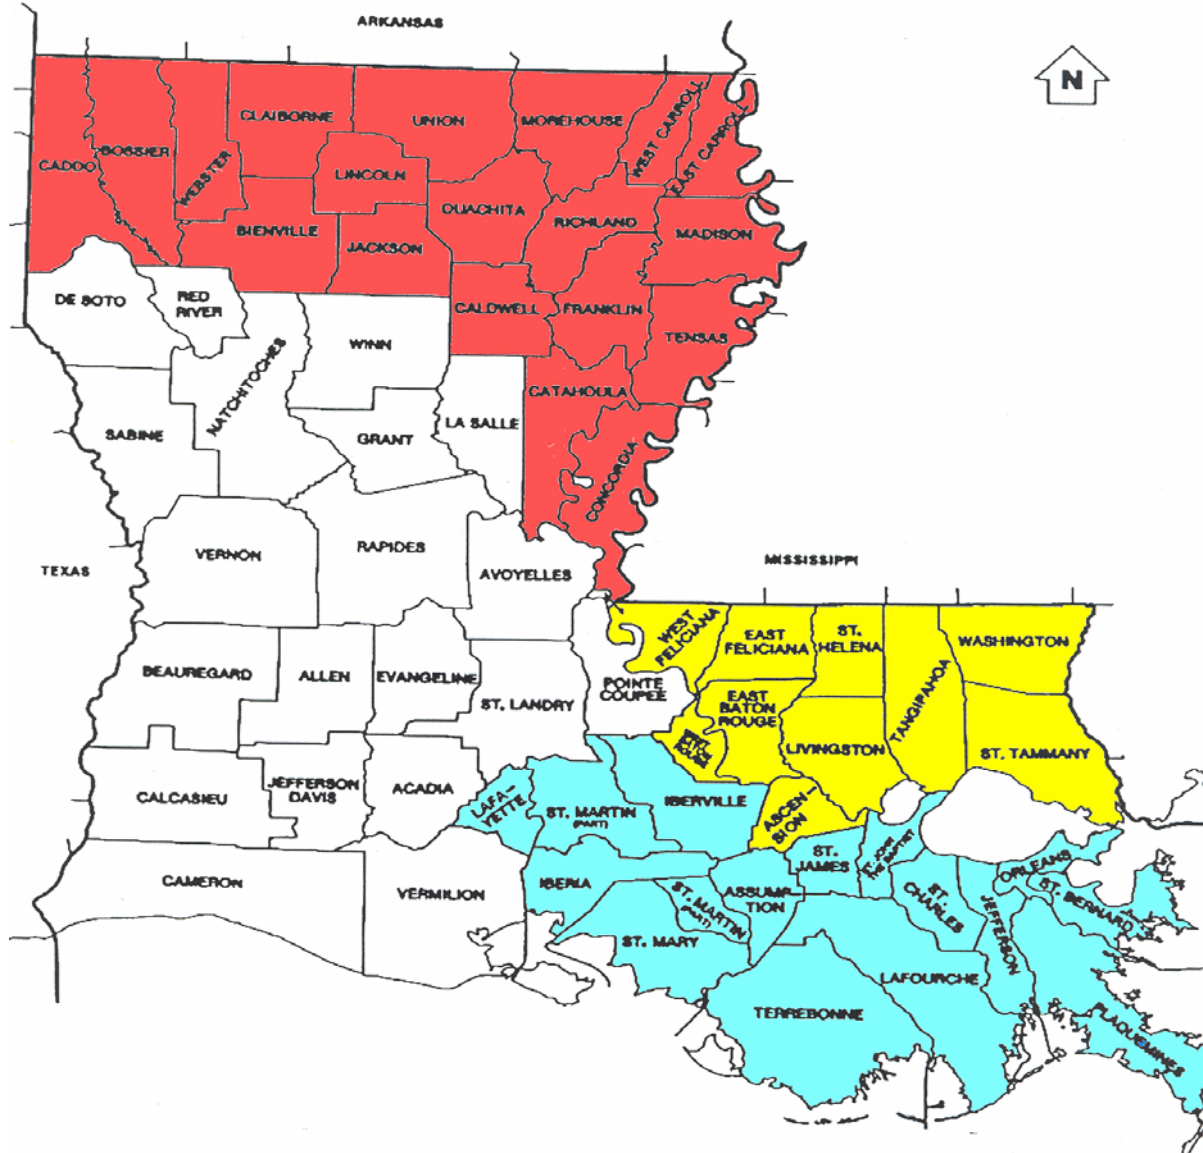 ARKANSAS
N
CLAIBORNE
UNION
MOREHOUSE
WEST CARROLL
EAST CARROLL
CADDO
BOSSIER
WEBSTER
LINCOLN
OUACHITA
RICHLAND
MADISON
BIENVILLE
JACKSON
DE SOTO
RED
RIVER
CALDWELL
FRANKLIN
TENSAS
WINN
NATCHITOCHES
CATAHOULA
SABINE
GRANT
LA SALLE
CONCORDIA
TEXAS
VERNON
RAPIDES
AVOYELLES
MISSISSIPPI
WEST
FELICIANA
EAST
FELICIANA
ST.
HELENA
TANGIPAHOA
WASHINGTON
BEAUREGARD
ALLEN
EVANGELINE
ST. LANDRY
POINTE
COUPEE
EAST
BATON
ROUGE
LIVINGSTON
ST. TAMMANY
CALCASIEU
JEFFERSON
DAVIS
ACADIA
LAFA-
YETTE
ST. MARTIN
(PART)
IBERVILLE
ASCEN-
SION
ST.
JAMES
ST. JOHN
THE BAPTIST
CAMERON
VERMILION
IBERIA
ST. MARTIN
(PART)
ASSUMP-
TION
ST.
CHARLES
JEFFERSON
ORLEANS
ST. BERNARD
ST. MARY
TERREBONNE
LAFOURCHE
PLAQUEMINES